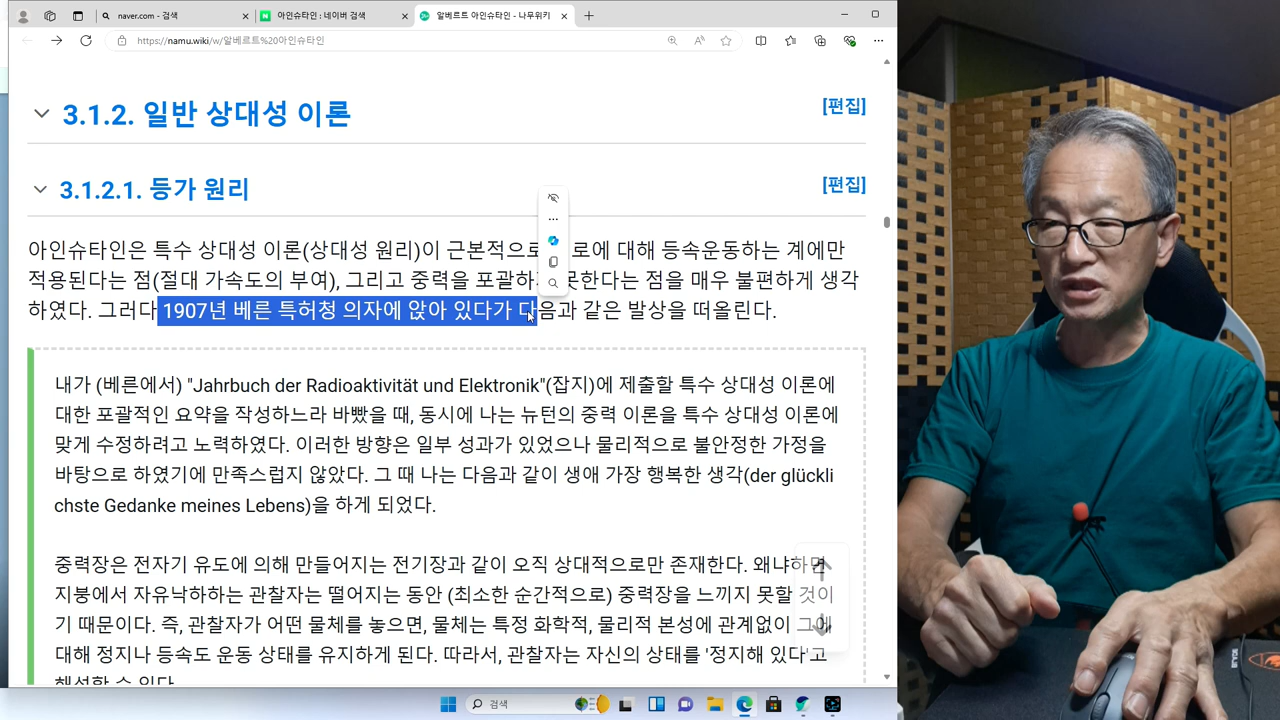 naver.com - 검색
아인슈타인 : 네이버 검색
알베르트 아인슈타인 - 나무위키
https://namu.wiki/w/알베르트%20아인슈타인
3.1.2. 일반 상대성 이론
[편집]
3.1.2.1. 등가 원리
[편집]
아인슈타인은 특수 상대성 이론(상대성 원리)이 근본적으로 대해 등속운동하는 계에만
적용된다는 점(절대 가속도의 부여), 그리고 중력을 포괄하지 못한다는 점을 매우 불편하게 생각
하였다. 그러다 1907년 베른 특허청 의자에 앉아 있다가 다음과 같은 발상을 떠올린다.
내가 (베른에서) "Jahrbuch der Radioaktivität und Elektronik"(잡지)에 제출할 특수 상대성 이론에
대한 포괄적인 요약을 작성하느라 바빴을 때, 동시에 나는 뉴턴의 중력 이론을 특수 상대성 이론에
맞게 수정하려고 노력하였다. 이러한 방향은 일부 성과가 있었으나 물리적으로 불안정한 가정을
바탕으로 하였기에 만족스럽지 않았다. 그 때 나는 다음과 같이 생애 가장 행복한 생각(der glückli
chste Gedanke meines Lebens)을 하게 되었다.
중력장은 전자기 유도에 의해 만들어지는 전기장과 같이 오직 상대적으로만 존재한다. 왜냐하면
지붕에서 자유낙하하는 관찰자는 떨어지는 동안 (최소한 순간적으로) 중력장을 느끼지 못할 것이
기 때문이다. 즉, 관찰자가 어떤 물체를 놓으면, 물체는 특정 화학적, 물리적 본성에 관계없이 그에
대해 정지나 등속도 운동 상태를 유지하게 된다. 따라서, 관찰자는 자신의 상태를 '정지해 있다'고
해석할 수 있다.
검색